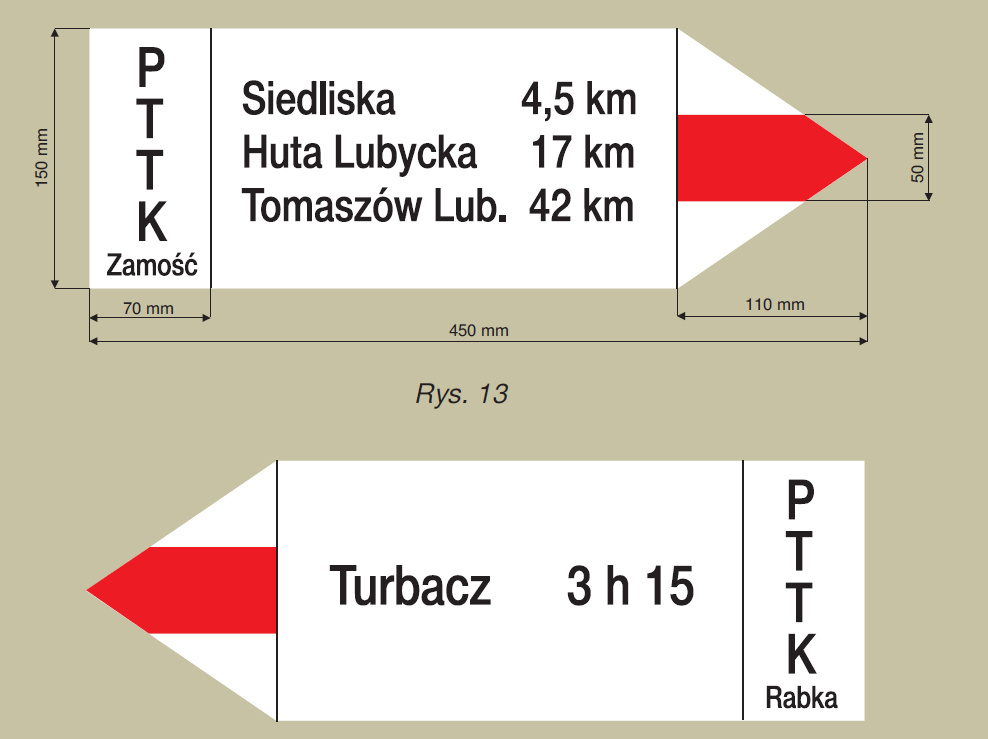 P
T
T
K
Zamość
Siedliska 4,5 km
Huta Lubycka 17 km
Tomaszów Lub. 42 km
150 mm
50 mm
70 mm
110 mm
450 mm
Rys. 13
Turbacz 3 h 15
P
T
T
K
Rabka